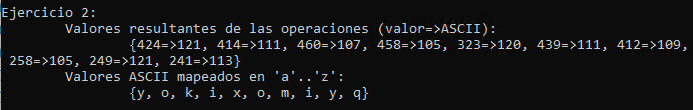 Ejercicio 2:
Valores resultantes de las operaciones (valor=>ASCII):
{424=>121, 414=>111, 460=>107, 458=>105, 323=>120, 439=>111, 412=>109,
258=>105, 249=>121, 241=>113}
Valores ASCII mapeados en 'a'..'z':
{y, o, k, i, x, o, m, i, y, q}